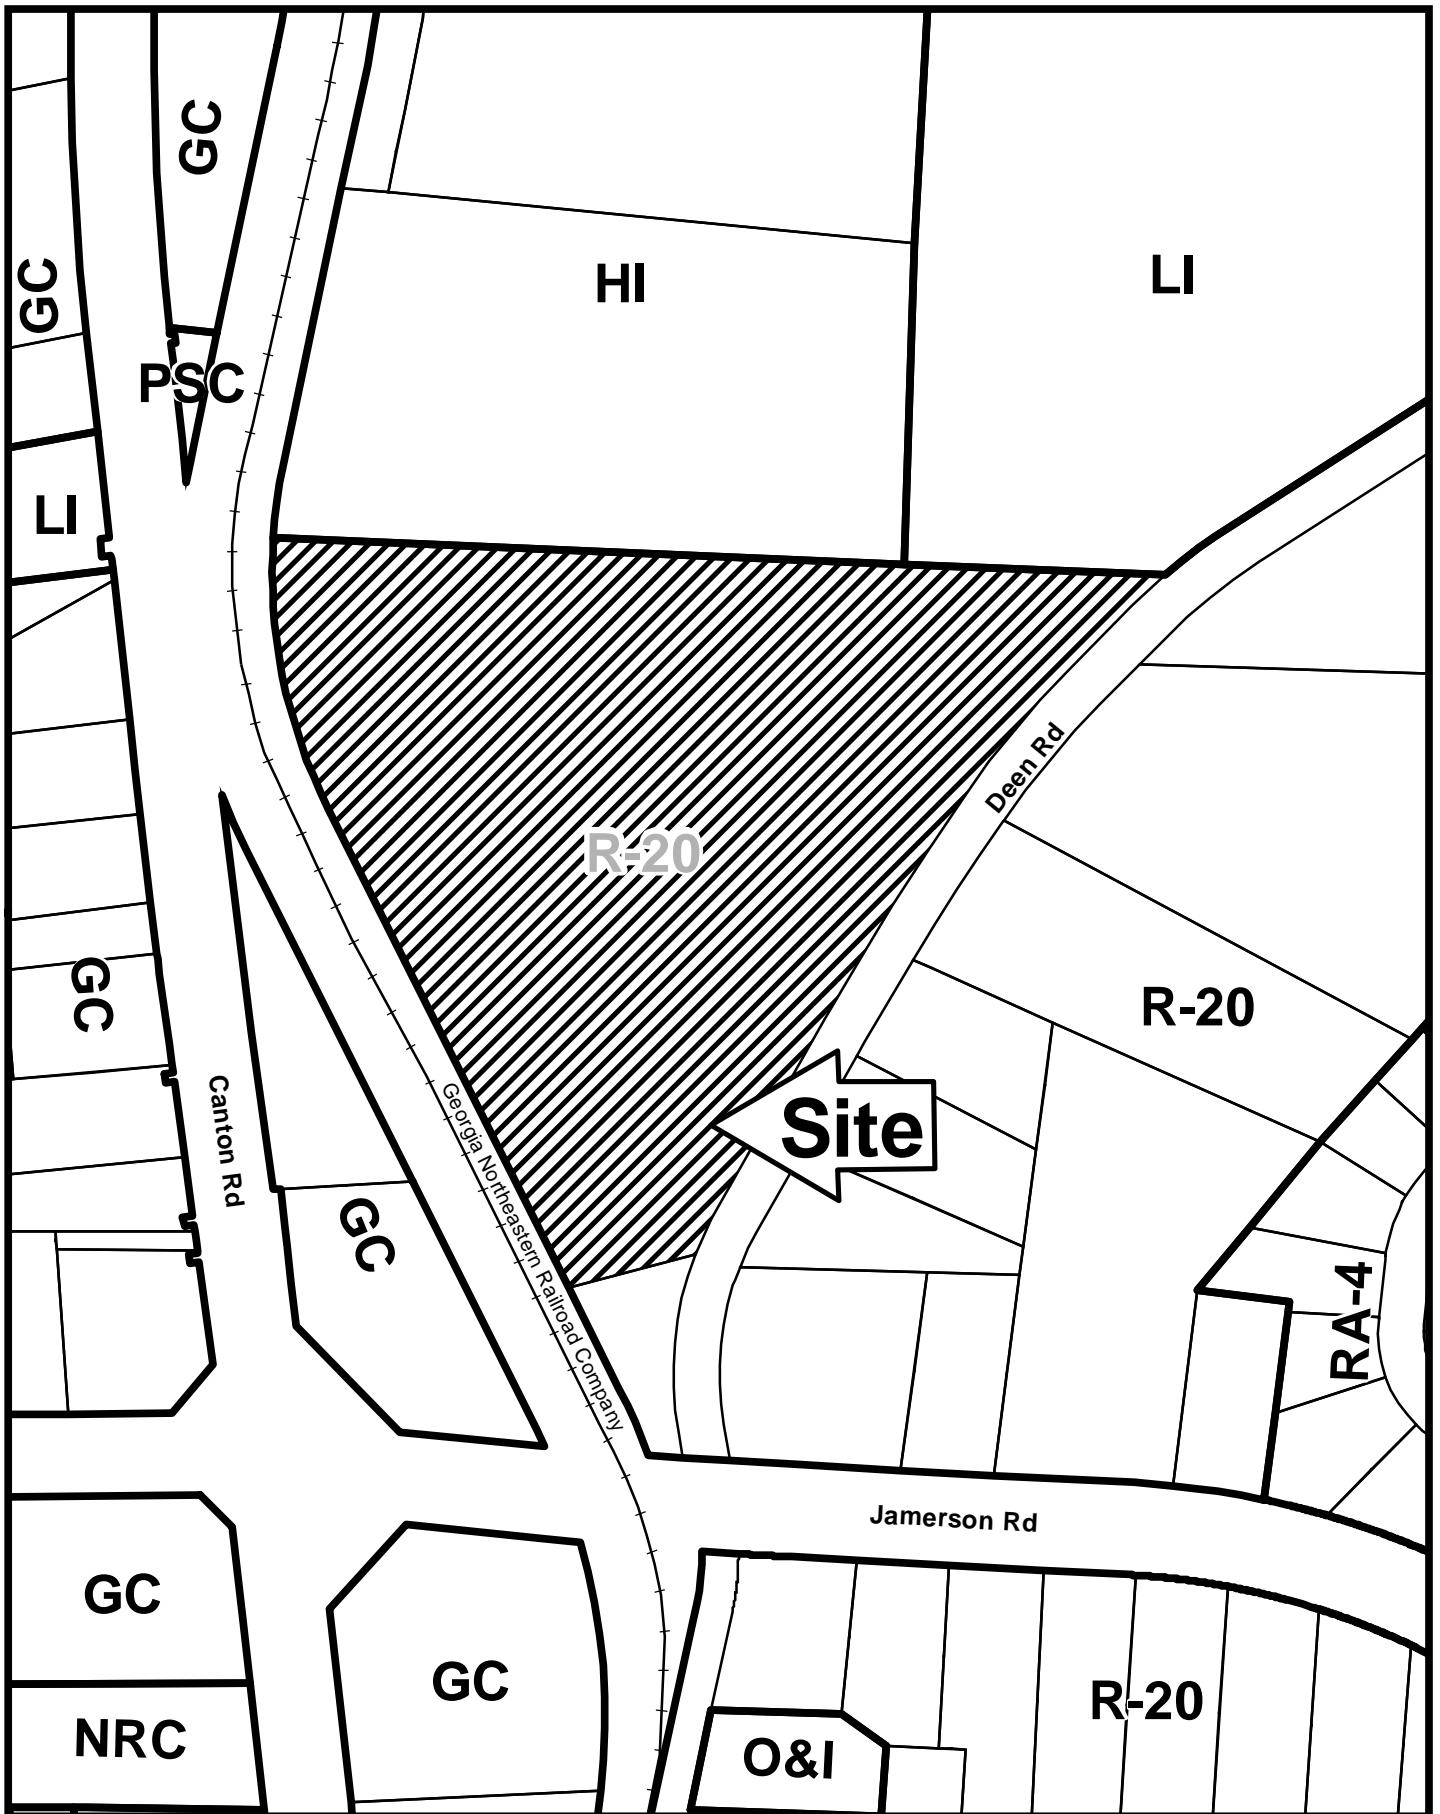 GC
GC
HI
LI
PSC
LI
Deen Rd
R-20
GC
R-20
Canton Rd
Georgia Northeastern Railroad Company
Site
GC
RA-4
Jamerson Rd
GC
GC
R-20
NRC
O&I